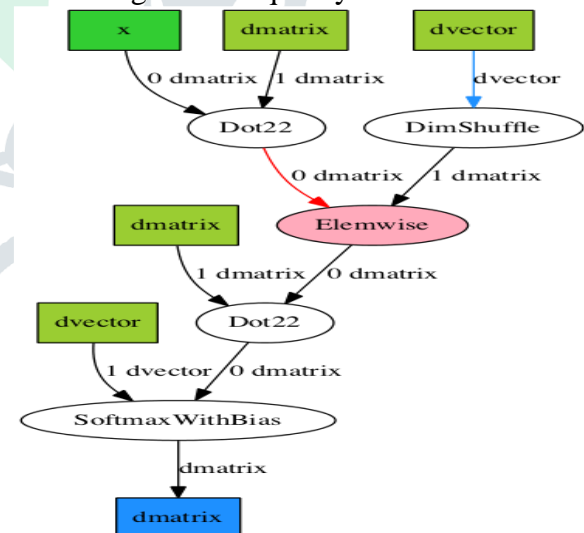 x dmatrix dvector
0 dmatrix 1 dmatrix dvector
Dot22 DimShuffle
0 dmatrix 1 dmatrix
dmatrix Elemwise
1 dmatrix 0 dmatrix
dvector Dot22
1 dvector 0 dmatrix
SoftmaxWithBias
dmatrix
dmatrix